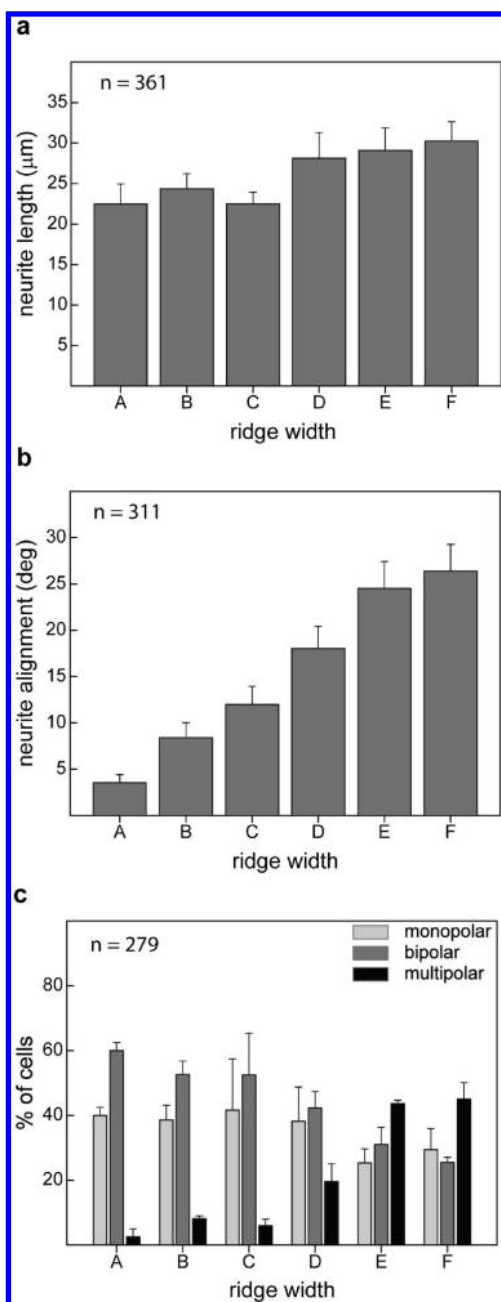 a
n = 361
neurite length (μm)
35
30
25
20
15
10
5
A B C D E F
ridge width
b
n = 311
neurite alignment (deg)
30
25
20
15
10
5
A B C D E F
ridge width
c
n = 279
monopolar
bipolar
multipolar
% of cells
80
60
40
20
A B C D E F
ridge width